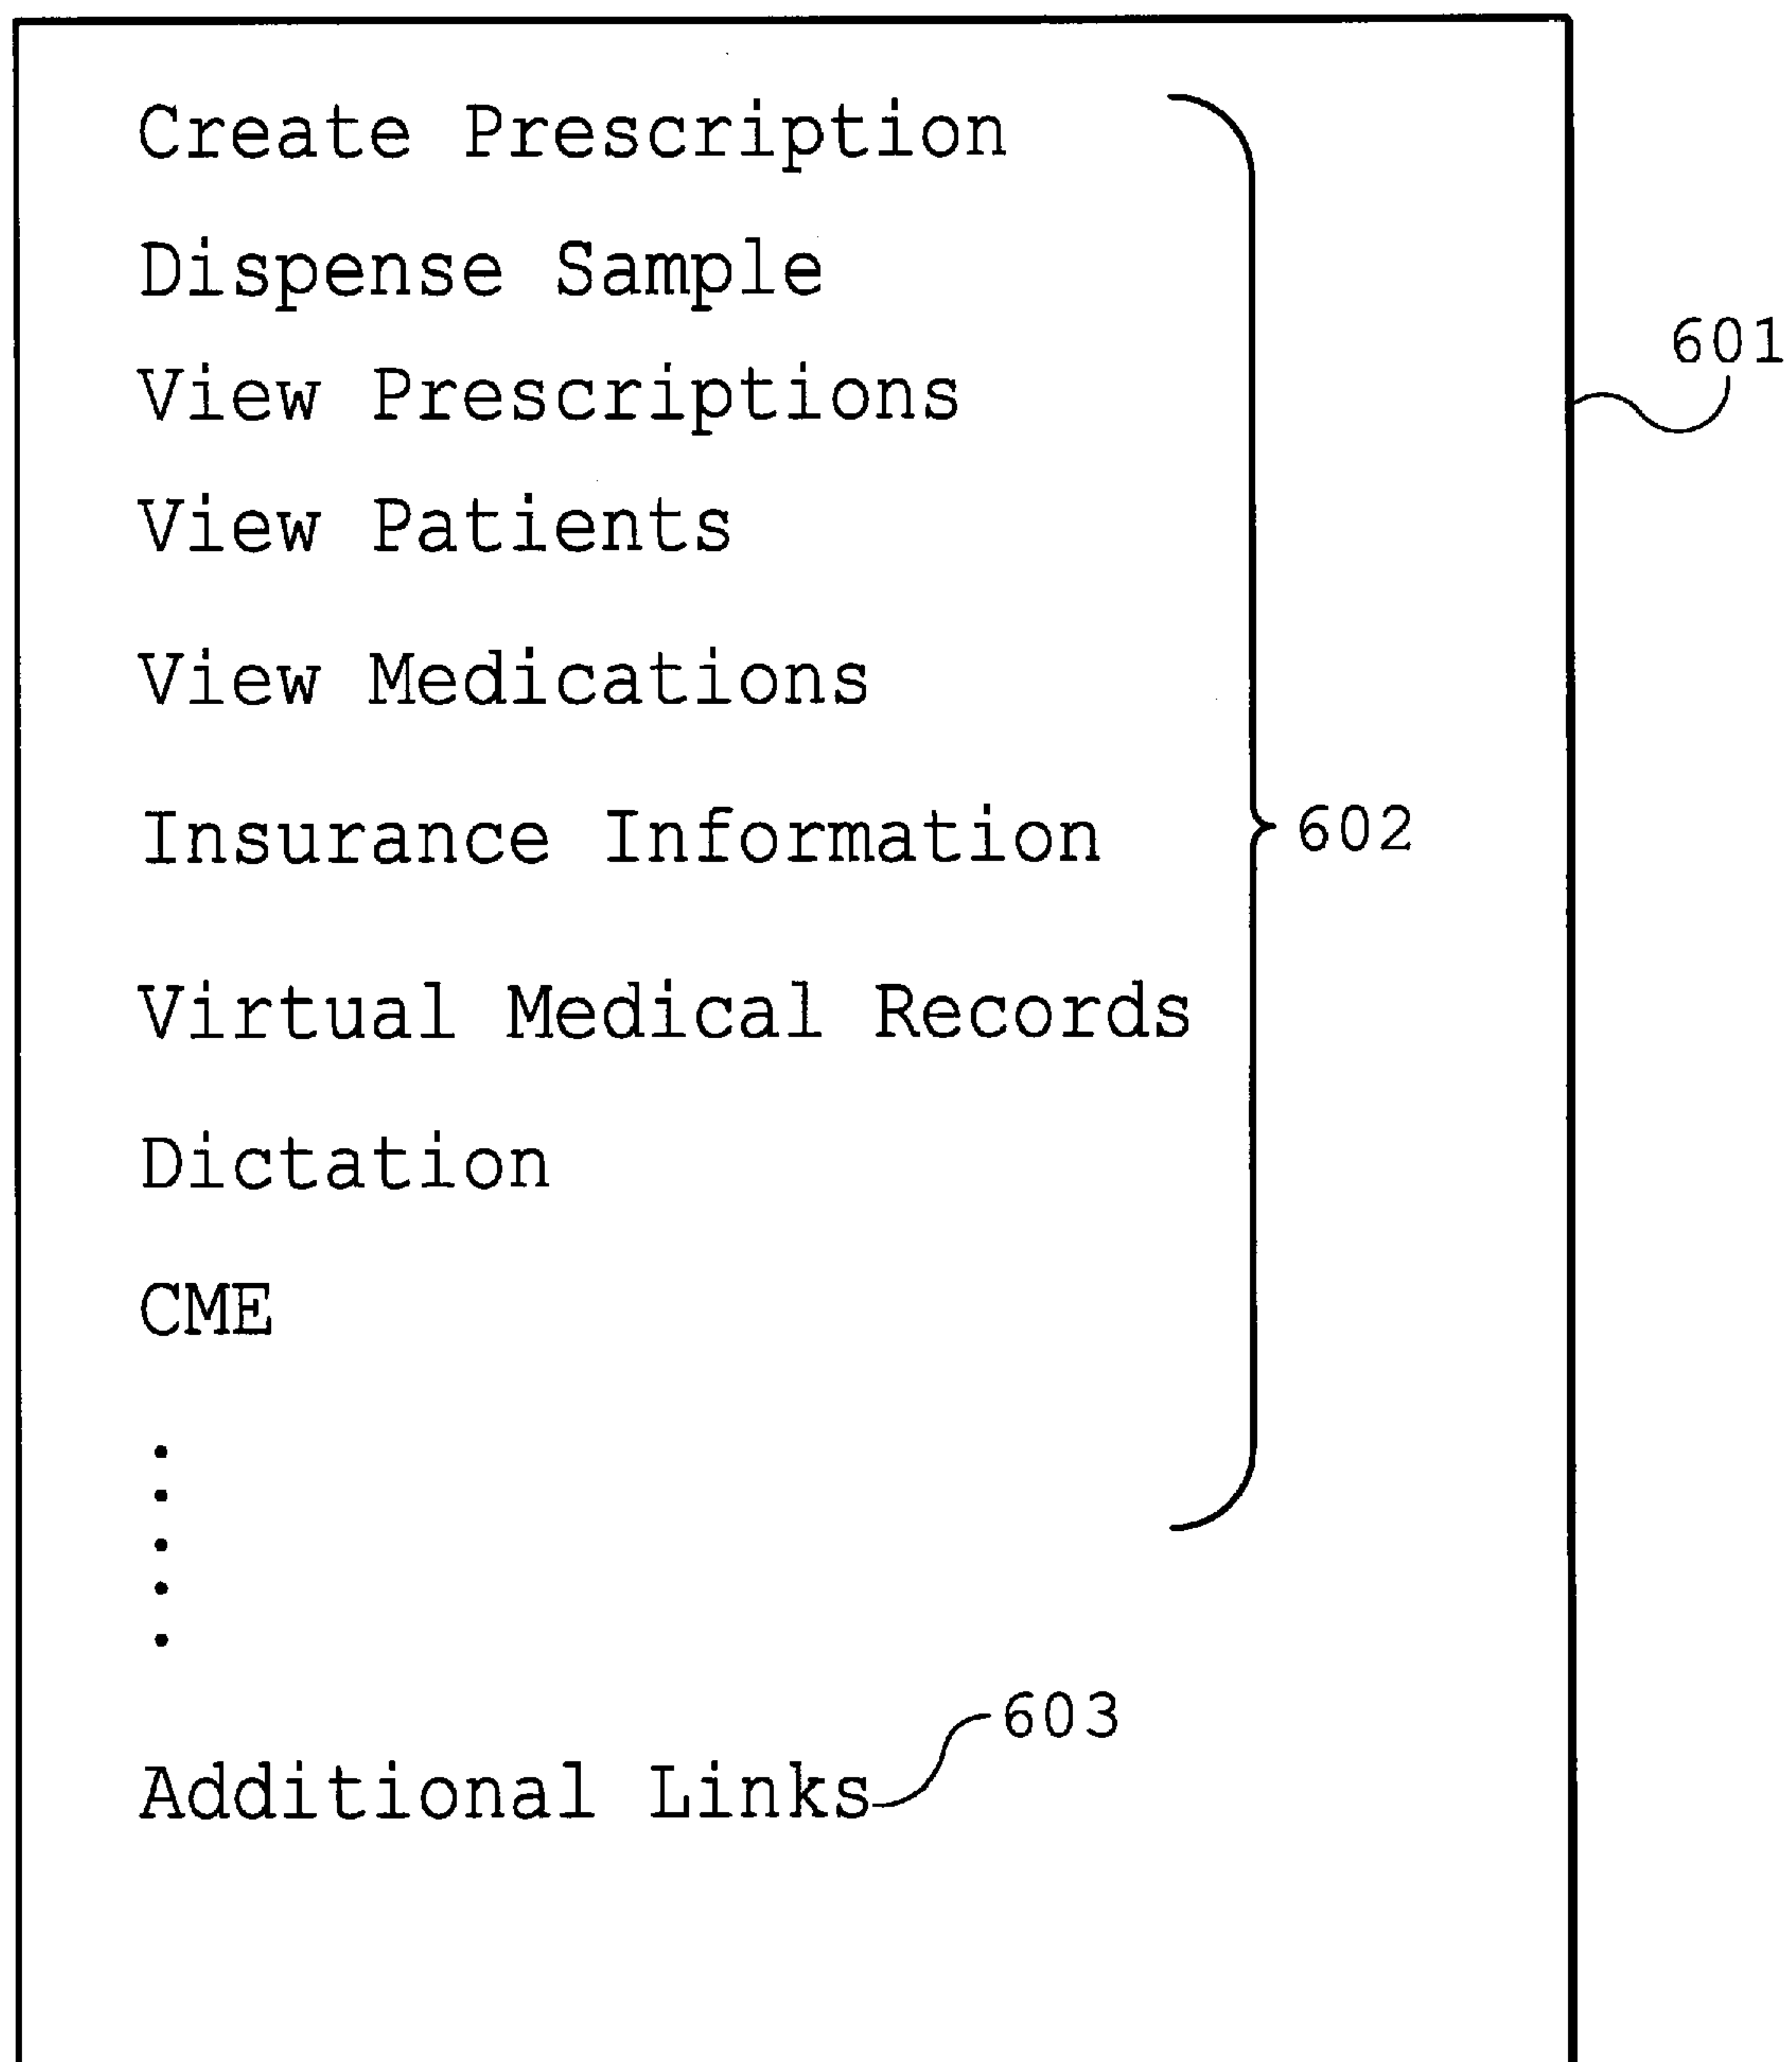 Create Prescription
Dispense Sample
601
View Prescriptions
View Patients
View Medications
Insurance Information
602
Virtual Medical Records
Dictation
CME
603
Additional Links